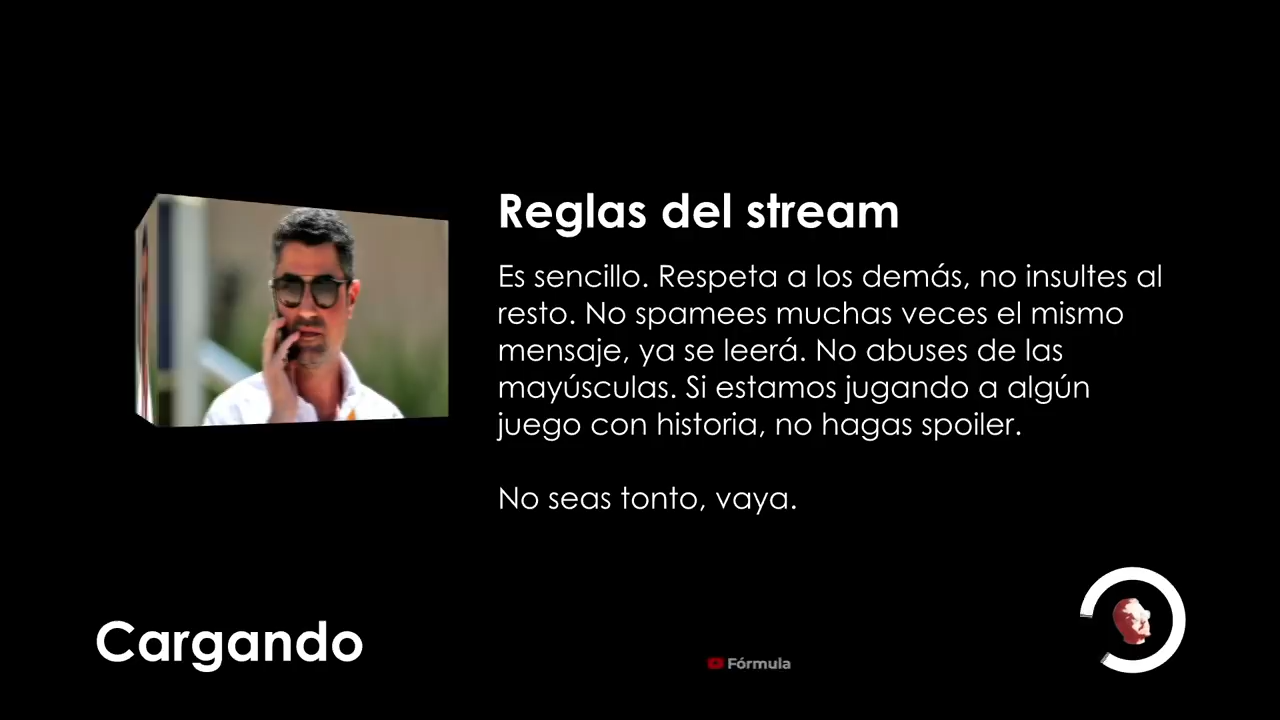 Reglas del stream
Es sencillo. Respeta a los demás, no insultes al
resto. No spamees muchas veces el mismo
mensaje, ya se leerá. No abuses de las
mayúsculas. Si estamos jugando a algún
juego con historia, no hagas spoiler.
No seas tonto, vaya.
Cargando
Fórmula